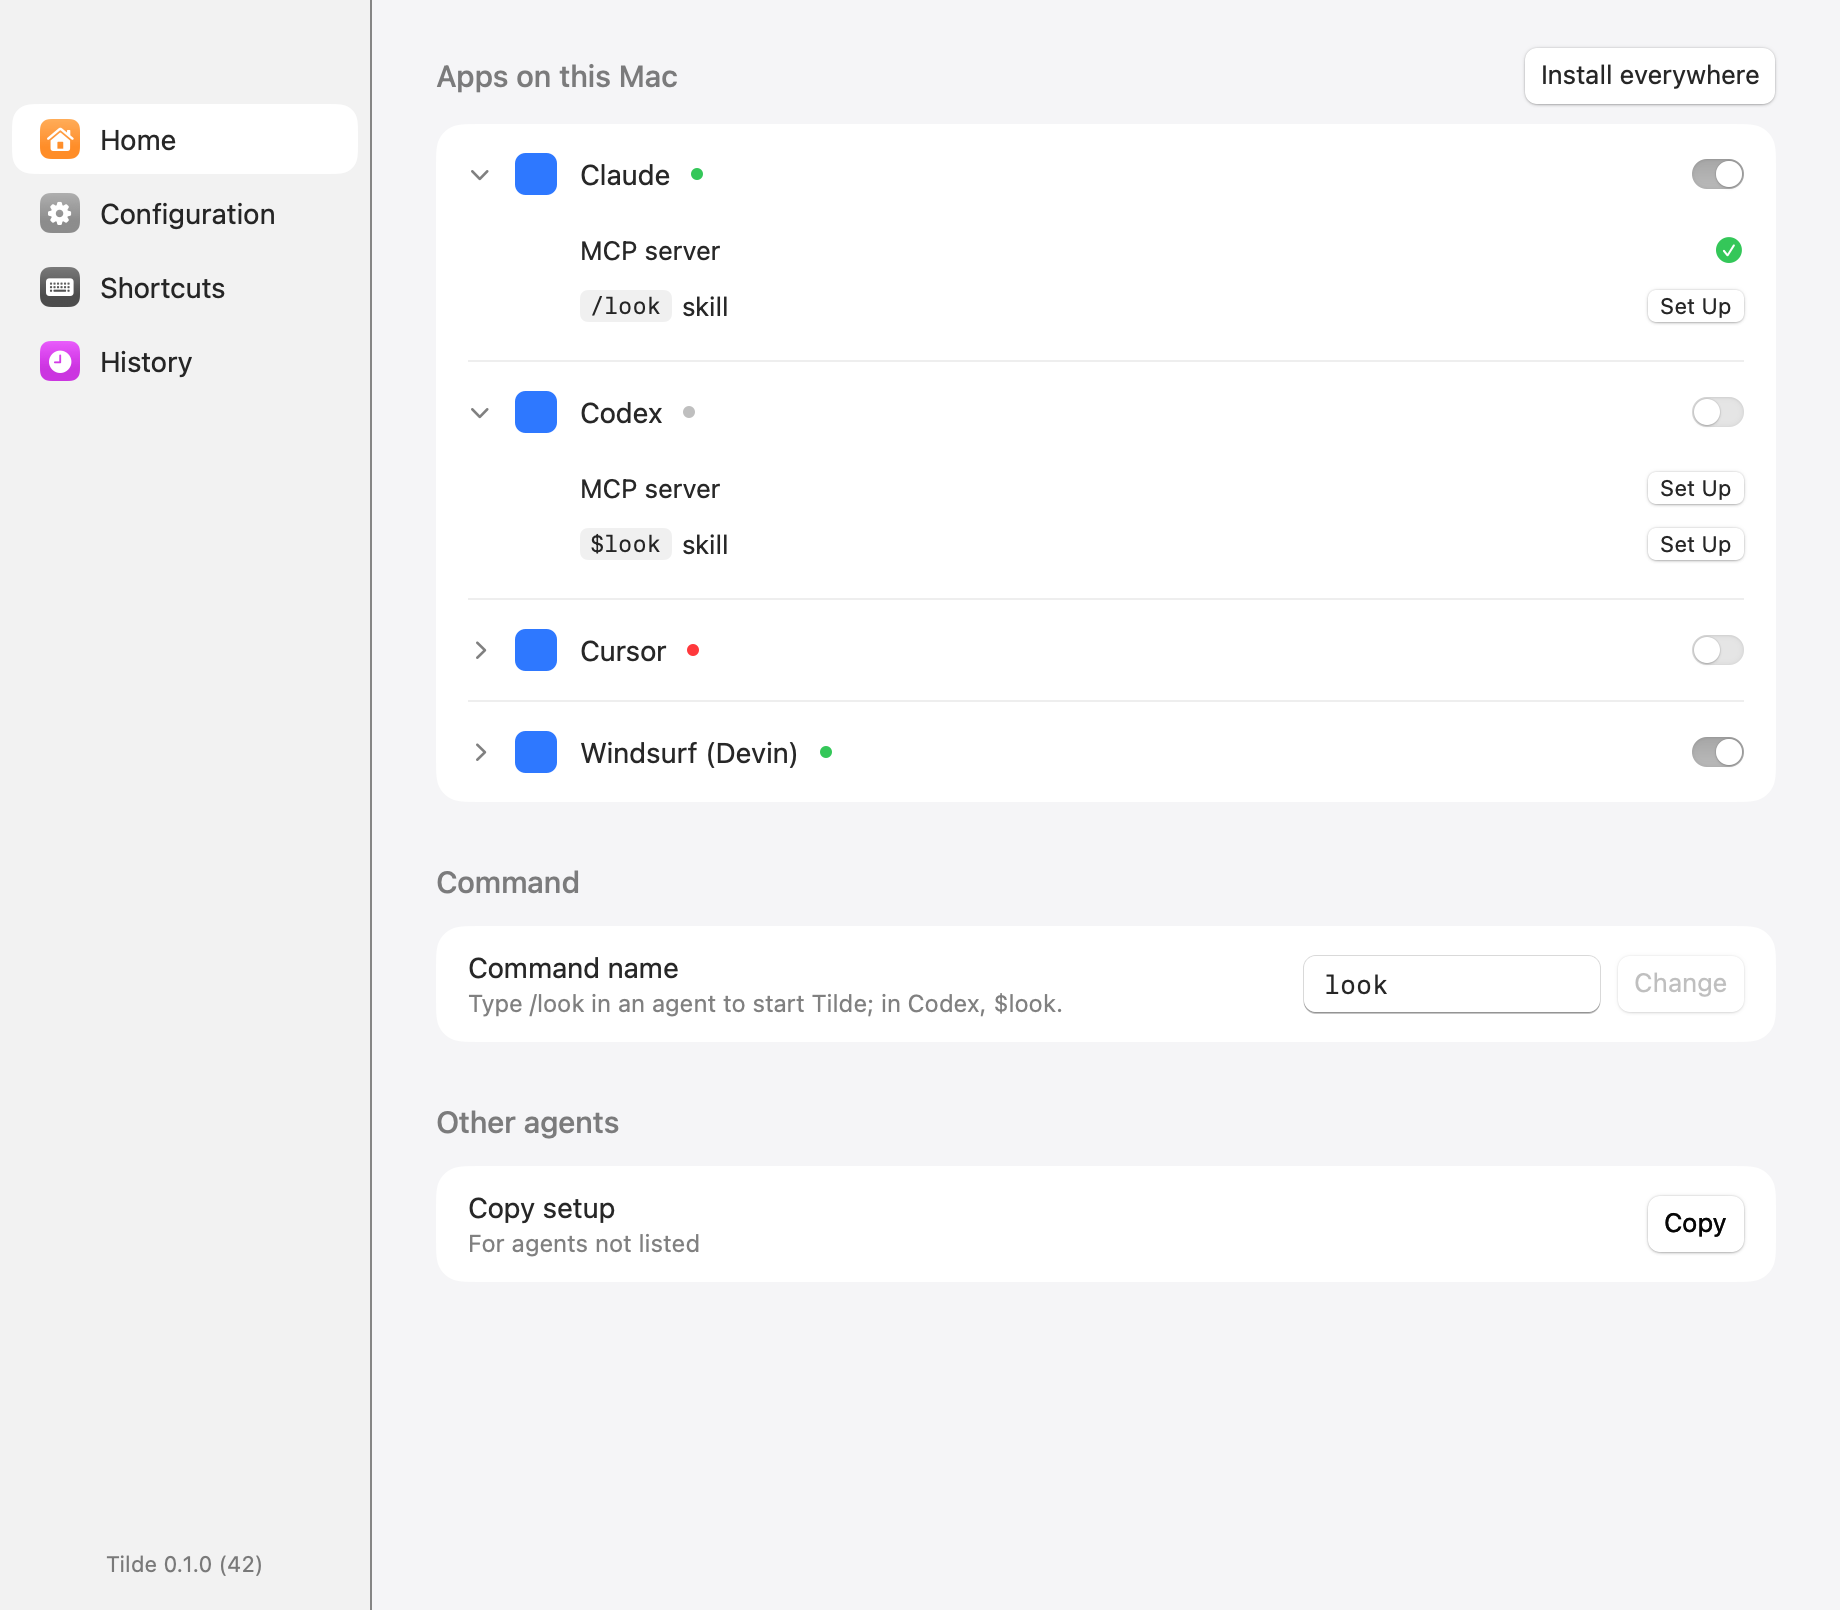 Home
Configuration
Shortcuts
History
Tilde 0.1.0 (42)
Apps on this Mac
Install everywhere
Claude
MCP server
/look skill
Set Up
Codex
MCP server
Set Up
$look skill
Set Up
Cursor
Windsurf (Devin)
Command
Command name
Type /look in an agent to start Tilde; in Codex, $look.
look
Change
Other agents
Copy setup
For agents not listed
Copy